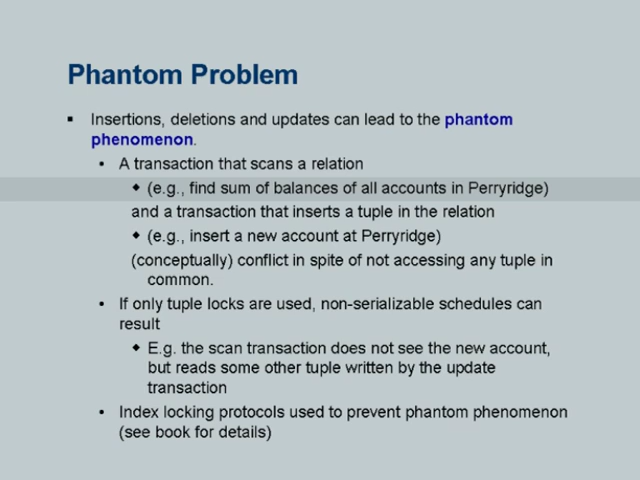 Phantom Problem
▪ Insertions, deletions and updates can lead to the phantom
phenomenon.
• A transaction that scans a relation
◆ (e.g., find sum of balances of all accounts in Perryridge)
and a transaction that inserts a tuple in the relation
◆ (e.g., insert a new account at Perryridge)
(conceptually) conflict in spite of not accessing any tuple in
common.
• If only tuple locks are used, non-serializable schedules can
result
◆ E.g. the scan transaction does not see the new account,
but reads some other tuple written by the update
transaction
• Index locking protocols used to prevent phantom phenomenon
(see book for details)